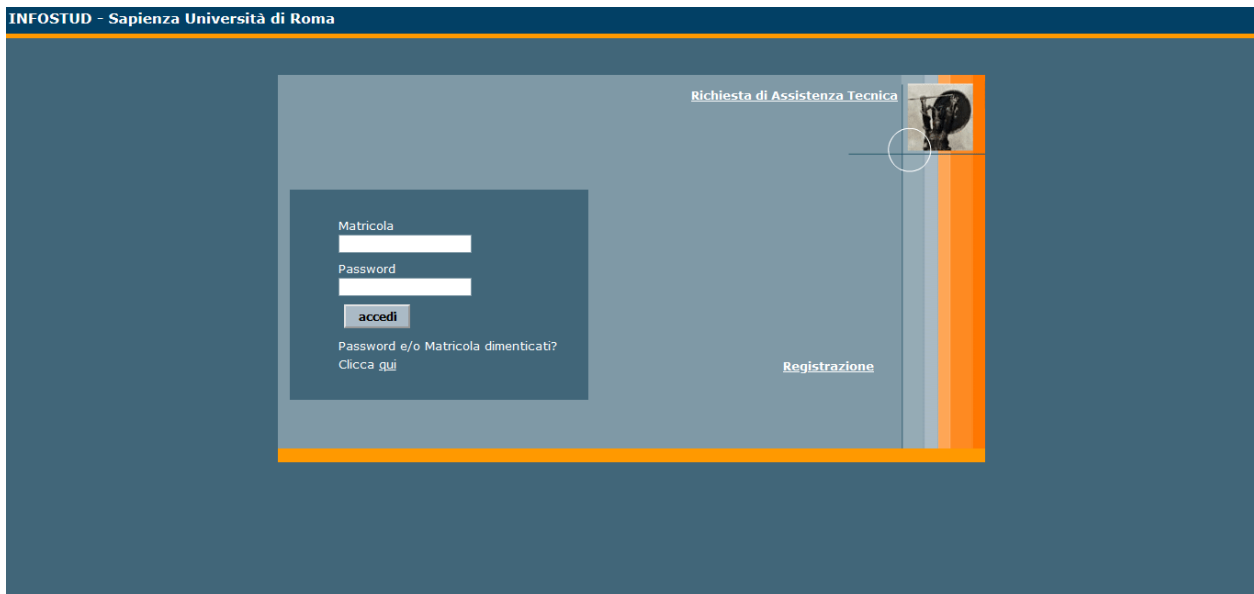 INFOSTUD - Sapienza Università di Roma
Richiesta di Assistenza Tecnica
Matricola
Password
accedi
Password e/o Matricola dimenticati?
Clicca qui
Registrazione